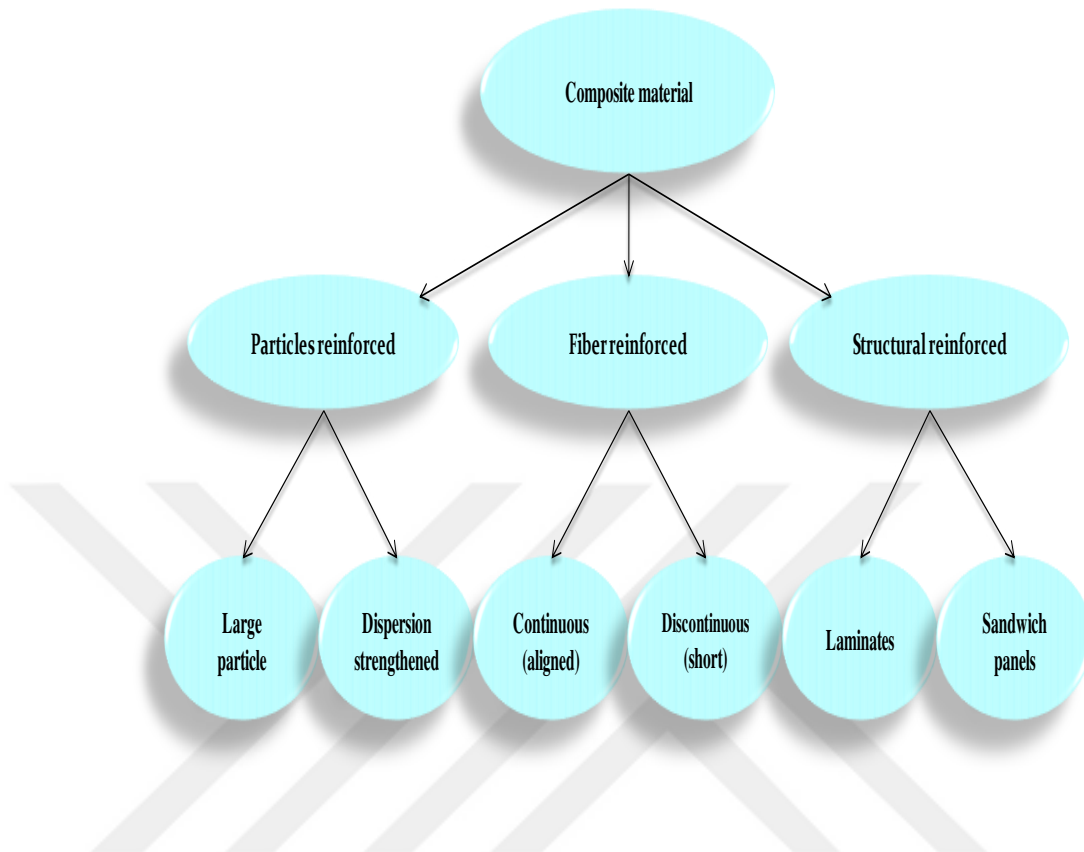 Composite material
Particles reinforced
Fiber reinforced
Structural reinforced
Large
particle
Dispersion
strengthened
Continuous
(aligned)
Discontinuous
(short)
Laminates
Sandwich
panels